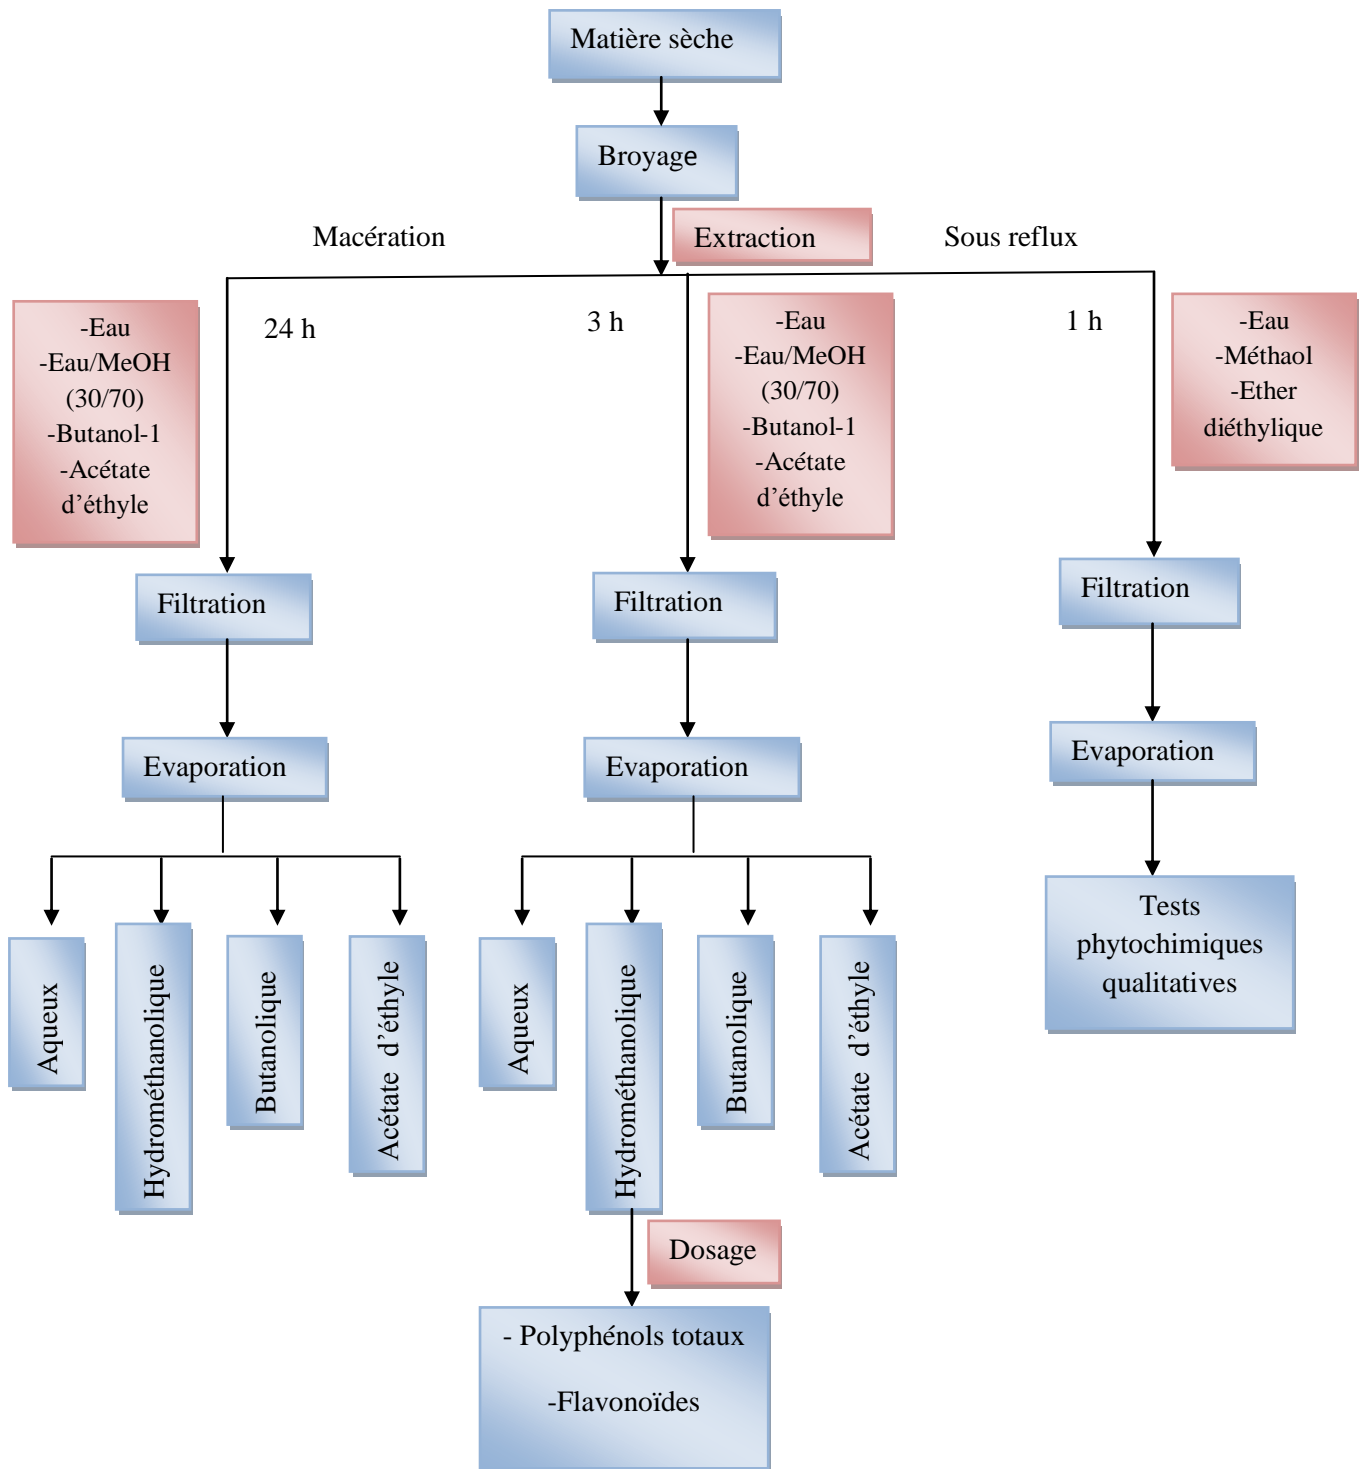 Matière sèche
Broyage
Macération
Extraction
Sous reflux
-Eau
-Eau/MeOH
(30/70)
-Butanol-1
-Acétate
d’éthyle
24 h
3 h
-Eau
-Eau/MeOH
(30/70)
-Butanol-1
-Acétate
d’éthyle
1 h
-Eau
-Méthaol
-Ether
diéthylique
Filtration
Filtration
Filtration
Evaporation
Evaporation
Evaporation
Aqueux
Hydrométhanolique
Butanolique
Acétate d’éthyle
Aqueux
Hydrométhanolique
Butanolique
Acétate d’éthyle
Tests
phytochimiques
qualitatives
Dosage
- Polyphénols totaux
-Flavonoïdes